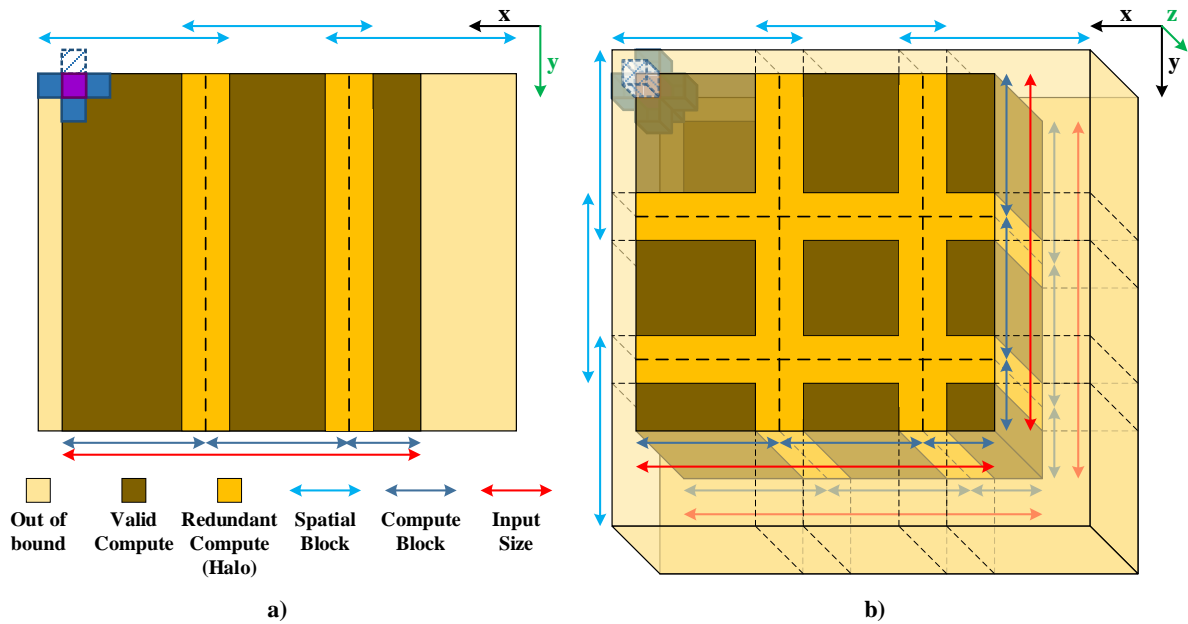 x
y
x
z
y
Out of bound
Valid Compute
Redundant Compute (Halo)
Spatial Block
Compute Block
Input Size
a)
b)